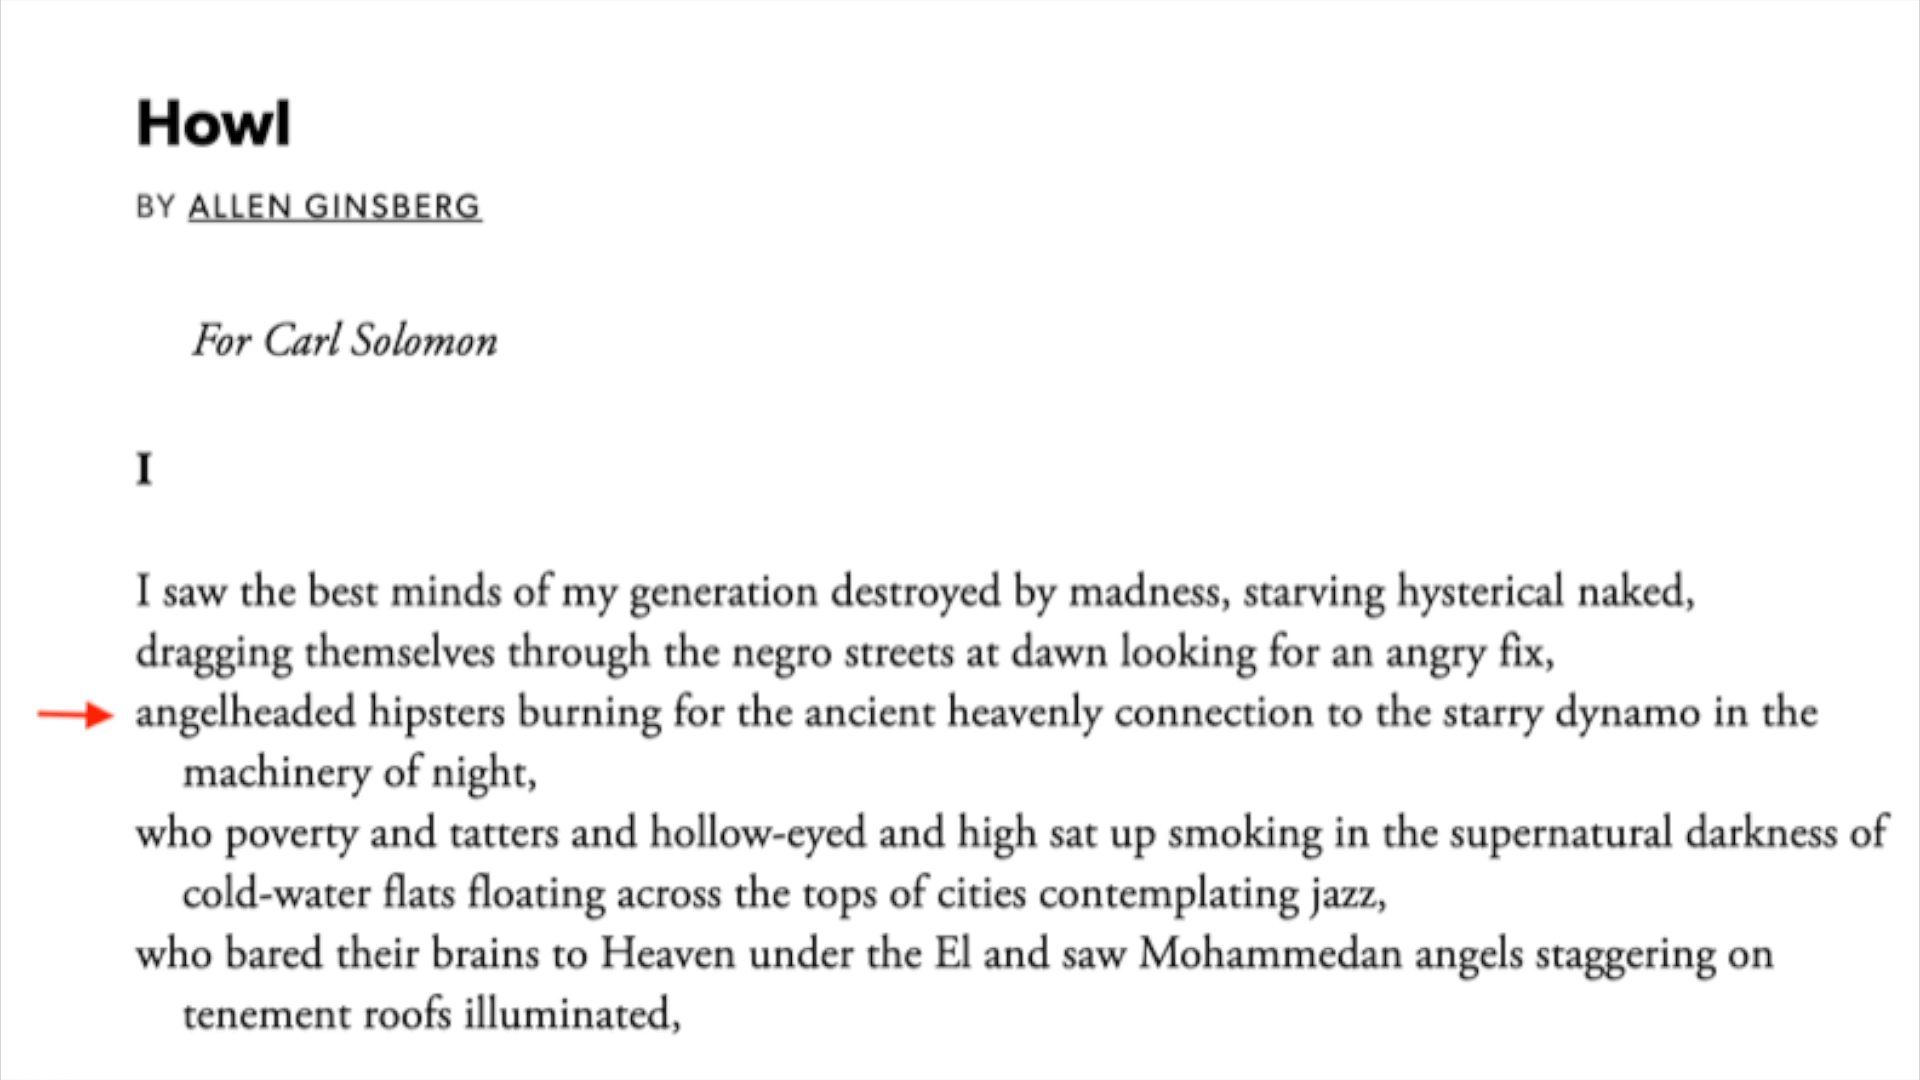 Howl
BY ALLEN GINSBERG
For Carl Solomon
I
I saw the best minds of my generation destroyed by madness, starving hysterical naked,
dragging themselves through the negro streets at dawn looking for an angry fix,
angelheaded hipsters burning for the ancient heavenly connection to the starry dynamo in the
machinery of night,
who poverty and tatters and hollow-eyed and high sat up smoking in the supernatural darkness of
cold-water flats floating across the tops of cities contemplating jazz,
who bared their brains to Heaven under the El and saw Mohammedan angels staggering on
tenement roofs illuminated,